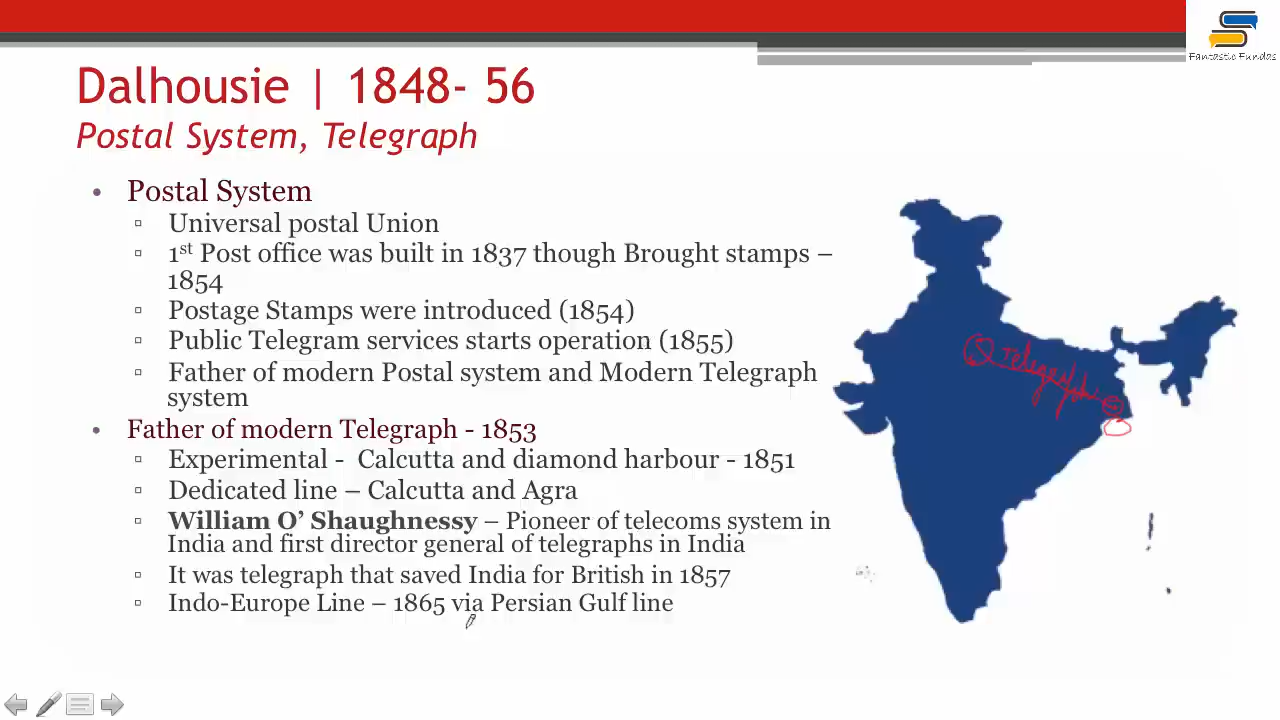 Fantastic Fundas
Dalhousie | 1848- 56
Postal System, Telegraph
• Postal System
▫ Universal postal Union
▫ 1st Post office was built in 1837 though Brought stamps –
1854
▫ Postage Stamps were introduced (1854)
▫ Public Telegram services starts operation (1855)
▫ Father of modern Postal system and Modern Telegraph
system
• Father of modern Telegraph - 1853
▫ Experimental - Calcutta and diamond harbour - 1851
▫ Dedicated line – Calcutta and Agra
▫ William O’ Shaughnessy – Pioneer of telecoms system in
India and first director general of telegraphs in India
▫ It was telegraph that saved India for British in 1857
▫ Indo-Europe Line – 1865 via Persian Gulf line